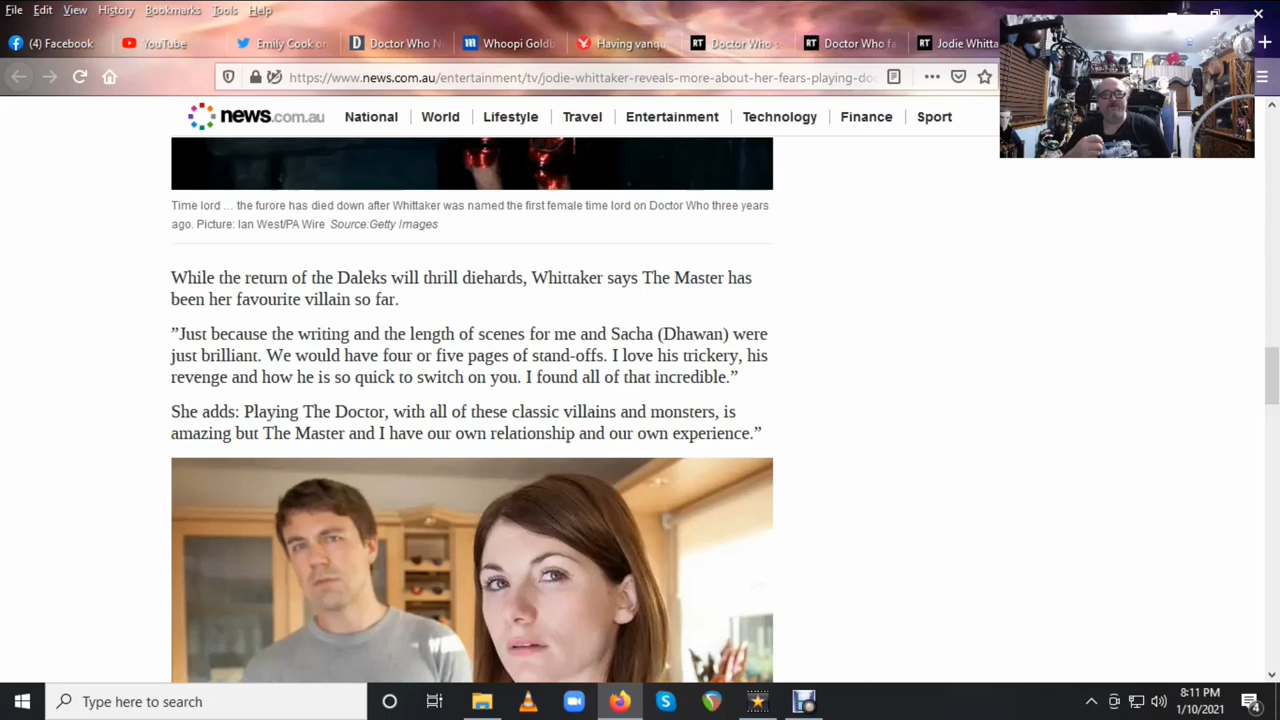 File Edit View History Bookmarks Tools Help
(4) Facebook
YouTube
Emily Cook on
Doctor Who N
Whoopi Goldb
Having vanqu
Doctor Who s
Doctor Who fa
Jodie Whitta
https://www.news.com.au/entertainment/tv/jodie-whittaker-reveals-more-about-her-fears-playing-do
news.com.au National World Lifestyle Travel Entertainment Technology Finance Sport
Time lord ... the furore has died down after Whittaker was named the first female time lord on Doctor Who three years
ago. Picture: Ian West/PA Wire Source:Getty Images
While the return of the Daleks will thrill diehards, Whittaker says The Master has
been her favourite villain so far.
”Just because the writing and the length of scenes for me and Sacha (Dhawan) were
just brilliant. We would have four or five pages of stand-offs. I love his trickery, his
revenge and how he is so quick to switch on you. I found all of that incredible.”
She adds: Playing The Doctor, with all of these classic villains and monsters, is
amazing but The Master and I have our own relationship and our own experience.”
Type here to search
8:11 PM
1/10/2021
4